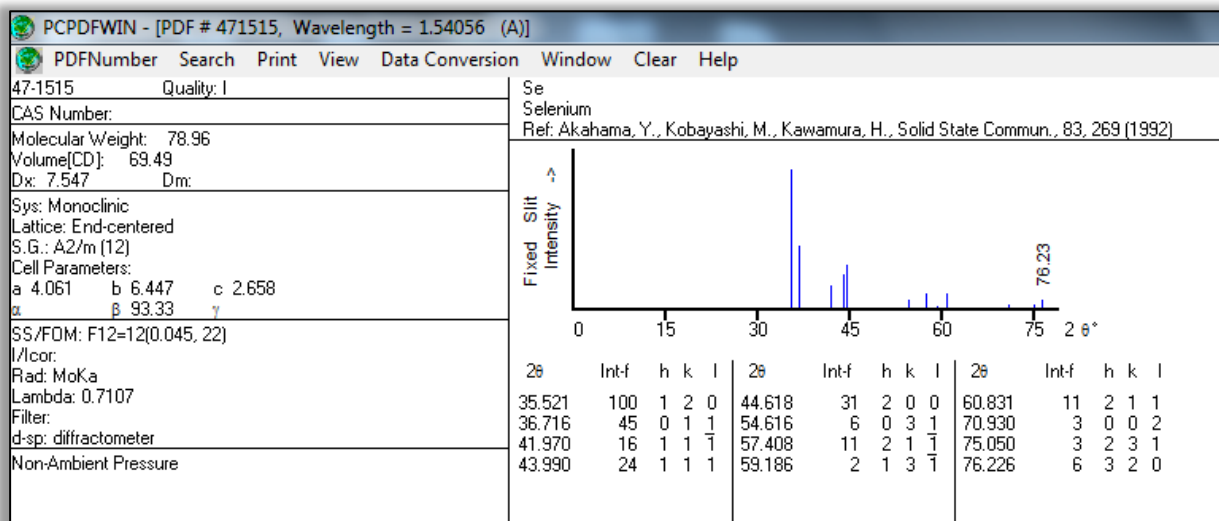 PCPDFWIN - [PDF # 471515, Wavelength = 1.54056 (A)]
PDFNumber Search Print View Data Conversion Window Clear Help
47-1515 Quality: I
CAS Number:
Molecular Weight: 78.96
Volume[CD]: 69.49
Dx: 7.547 Dm:
Sys: Monoclinic
Lattice: End-centered
S.G.: A2/m (12)
Cell Parameters:
a 4.061 b 6.447 c 2.658
α β 93.33 γ
SS/FOM: F12=12(0.045, 22)
I/Icor:
Rad: MoKa
Lambda: 0.7107
Filter:
d-sp: diffractometer
Non-Ambient Pressure
Se
Selenium
Ref: Akahama, Y., Kobayashi, M., Kawamura, H., Solid State Commun., 83, 269 (1992)
Fixed Slit
Intensity ->
76.23
0 15 30 45 60 75 2 θ°
2θ Int-f h k l 2θ Int-f h k l 2θ Int-f h k l
35.521 100 1 2 0 44.618 31 2 0 0 60.831 11 2 1 1
36.716 45 0 1 1 54.616 6 0 3 1 70.930 3 0 0 2
41.970 16 1 1 1̅ 57.408 11 2 1 1̅ 75.050 3 2 3 1
43.990 24 1 1 1 59.186 2 1 3 1̅ 76.226 6 3 2 0